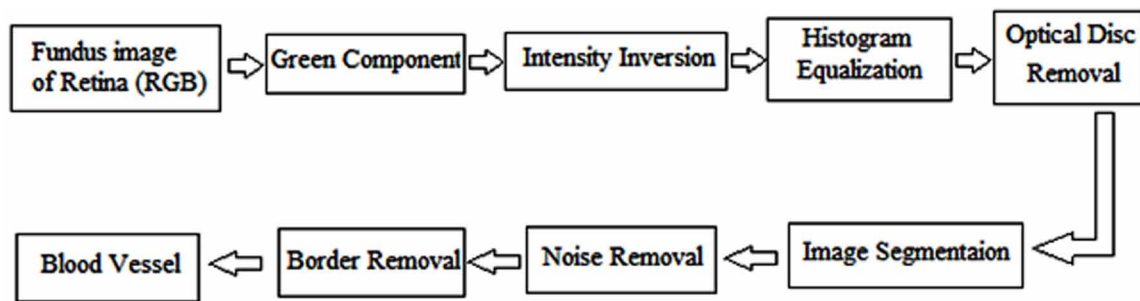 Fundus image
of Retina (RGB)
Green Component
Intensity Inversion
Histogram
Equalization
Optical Disc
Removal
Image Segmentaion
Noise Removal
Border Removal
Blood Vessel